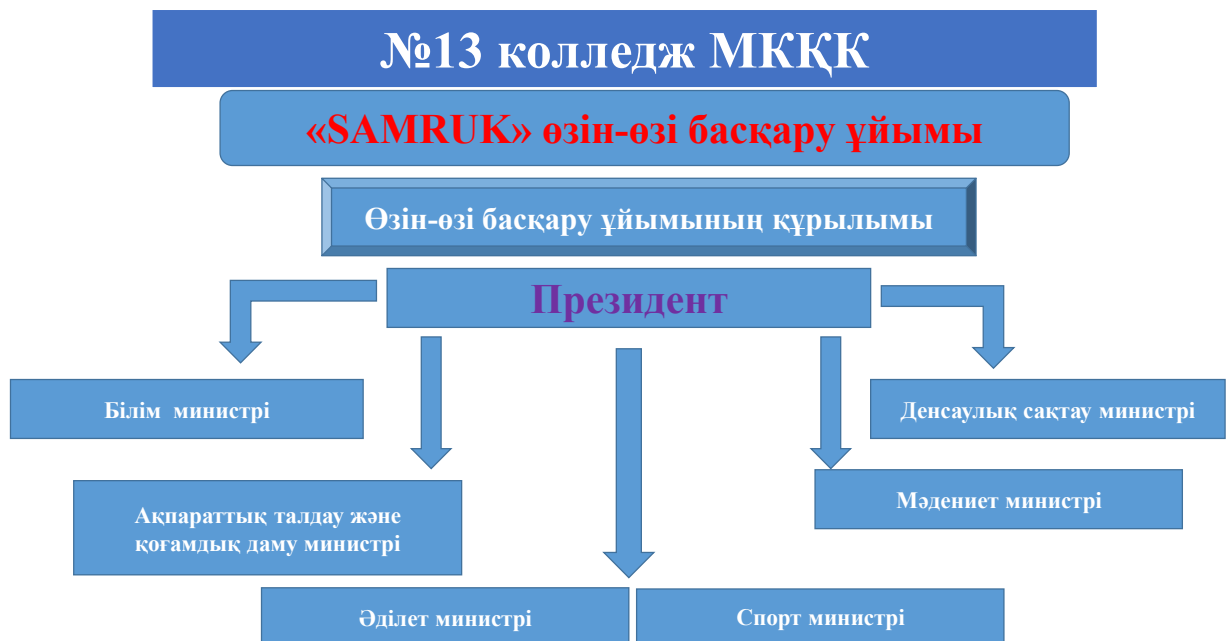 №13 колледж МКҚК
«SAMRUK» өзін-өзі басқару ұйымы
Өзін-өзі басқару ұйымының құрылымы
Президент
Білім министрі
Денсаулық сақтау министрі
Ақпараттық талдау және
қоғамдық даму министрі
Мәдениет министрі
Әділет министрі
Спорт министрі